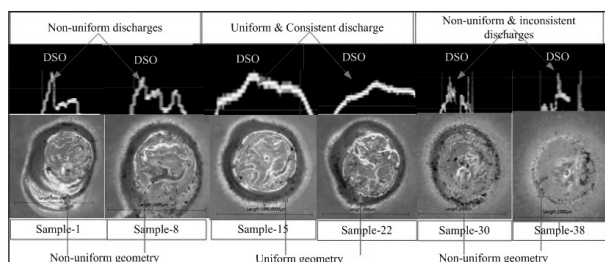 Non-uniform discharges
Uniform & Consistent discharge
Non-uniform & inconsistent
discharges
DSO
DSO
DSO
DSO
DSO
DSO
Sample-1
Sample-8
Sample-15
Sample-22
Sample-30
Sample-38
Non-uniform geometry
Uniform geometry
Non-uniform geometry